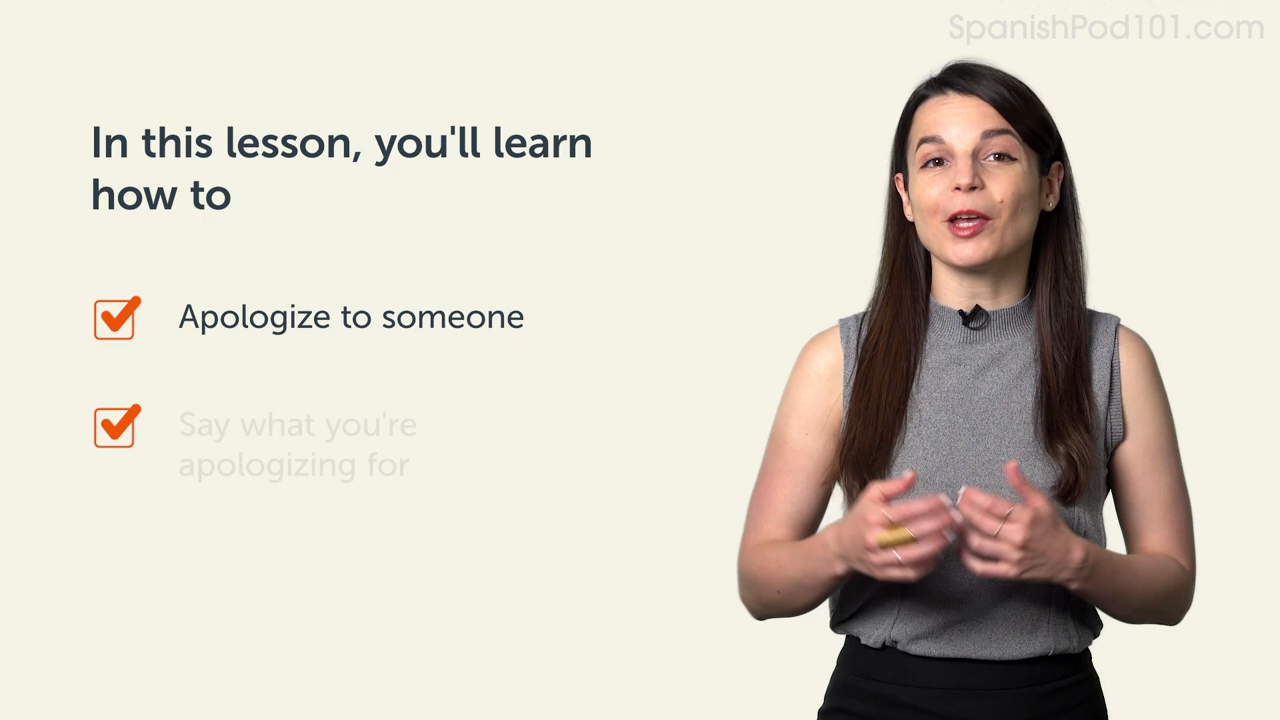 SpanishPod101.com
In this lesson, you'll learn
how to
Apologize to someone
Say what you're
apologizing for